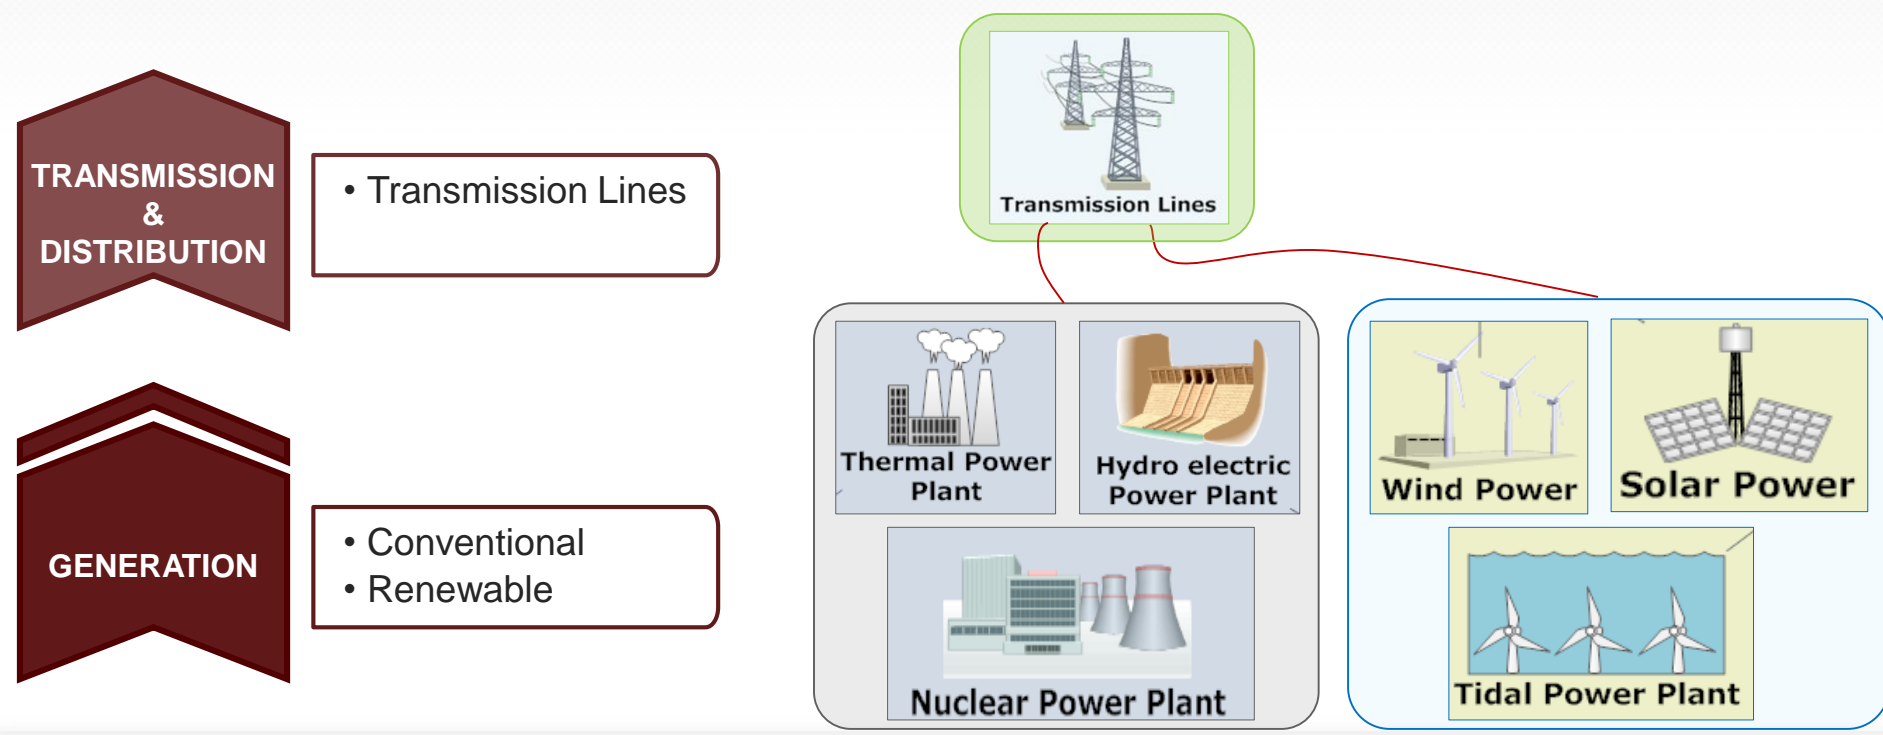 TRANSMISSION
&
DISTRIBUTION
• Transmission Lines
GENERATION
• Conventional
• Renewable
Transmission Lines
Thermal Power
Plant
Hydro electric
Power Plant
Nuclear Power Plant
Wind Power
Solar Power
Tidal Power Plant